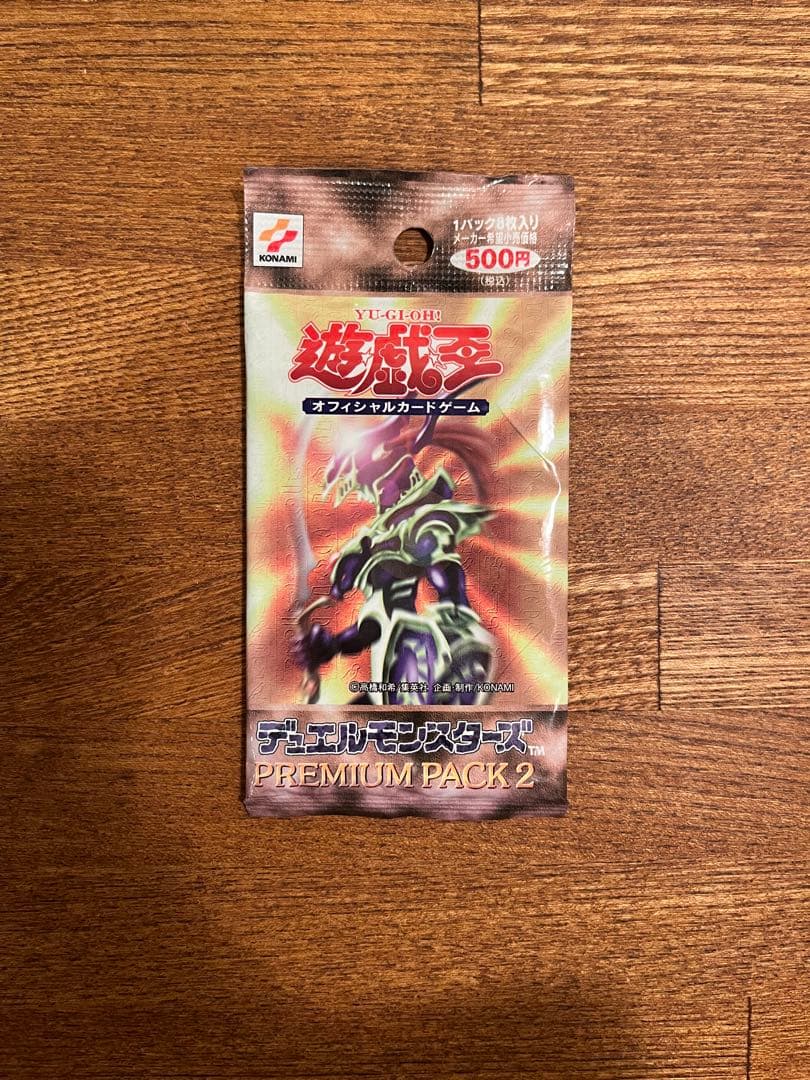 KONAMI
1パック8枚入り
メーカー希望小売価格
500円
(税込)
YU-GI-OH!
遊戯王
オフィシャルカードゲーム
©高橋和希/集英社 企画・制作/KONAMI
デュエルモンスターズ™
PREMIUM PACK 2